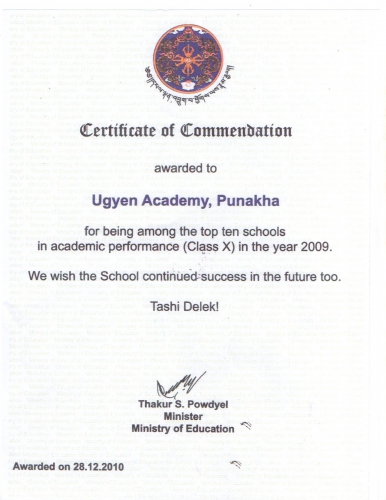 Certificate of Commendation
awarded to
Ugyen Academy, Punakha
for being among the top ten schools
in academic performance (Class X) in the year 2009.
We wish the School continued success in the future too.
Tashi Delek!
Thakur S. Powdyel
Minister
Ministry of Education
Awarded on 28.12.2010